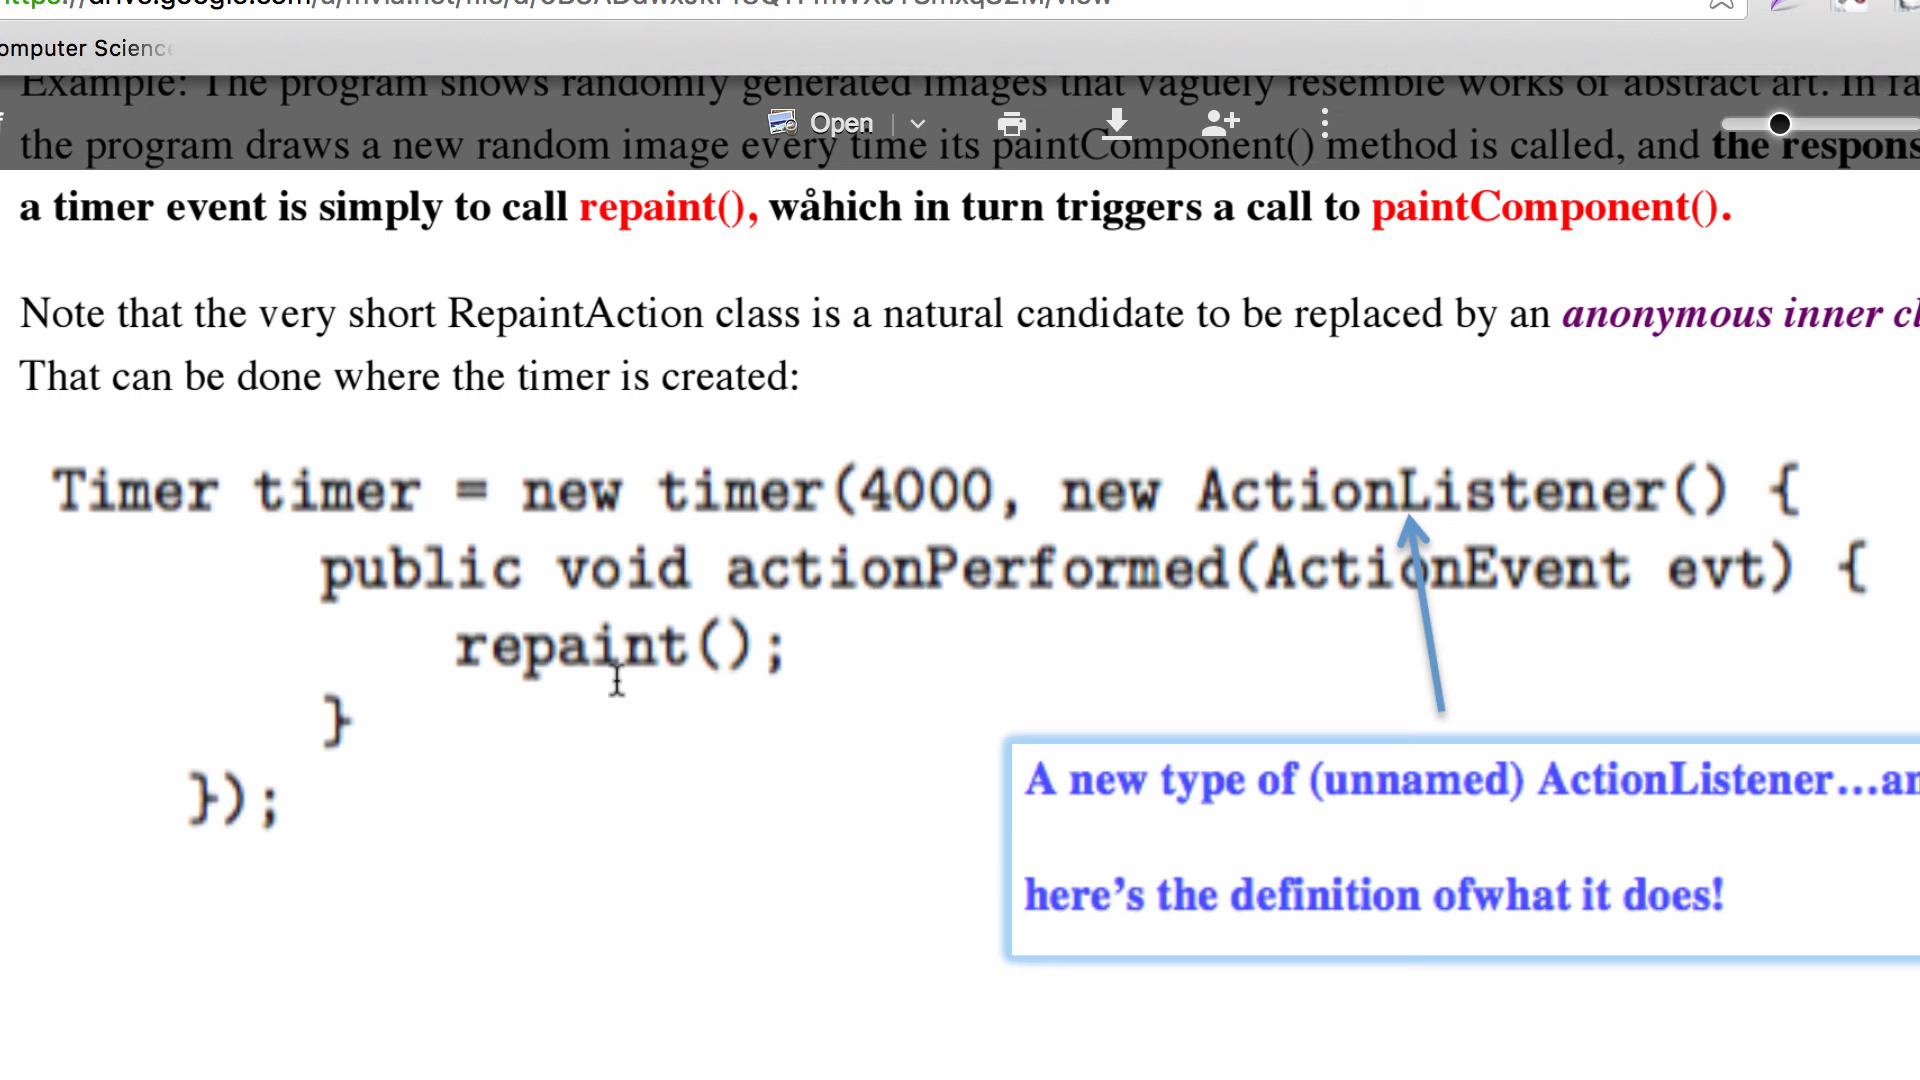 omputer Science
Example: The program shows randomly generated images that vaguely resemble works of abstract art. In fa
Open
the program draws a new random image every time its paintComponent() method is called, and the respons
a timer event is simply to call repaint(), wåhich in turn triggers a call to paintComponent().
Note that the very short RepaintAction class is a natural candidate to be replaced by an anonymous inner cl
That can be done where the timer is created:
Timer timer = new timer(4000, new ActionListener() {
public void actionPerformed(ActionEvent evt) {
repaint();
}
});
A new type of (unnamed) ActionListener...an
here’s the definition ofwhat it does!